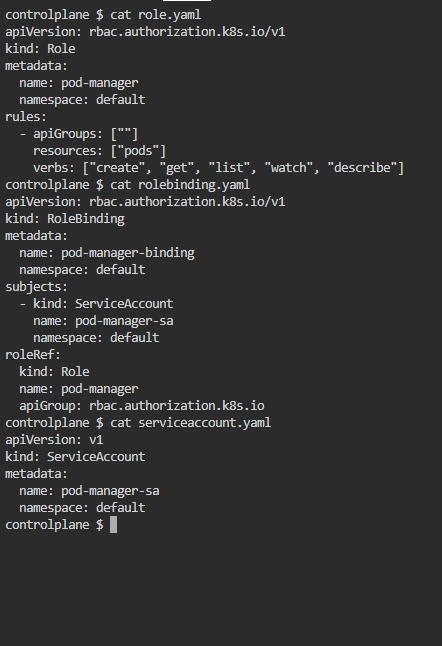 controlplane $ cat role.yaml
apiVersion: rbac.authorization.k8s.io/v1
kind: Role
metadata:
  name: pod-manager
  namespace: default
rules:
  - apiGroups: [""]
    resources: ["pods"]
    verbs: ["create", "get", "list", "watch", "describe"]
controlplane $ cat rolebinding.yaml
apiVersion: rbac.authorization.k8s.io/v1
kind: RoleBinding
metadata:
  name: pod-manager-binding
  namespace: default
subjects:
  - kind: ServiceAccount
    name: pod-manager-sa
    namespace: default
roleRef:
  kind: Role
  name: pod-manager
  apiGroup: rbac.authorization.k8s.io
controlplane $ cat serviceaccount.yaml
apiVersion: v1
kind: ServiceAccount
metadata:
  name: pod-manager-sa
  namespace: default
controlplane $